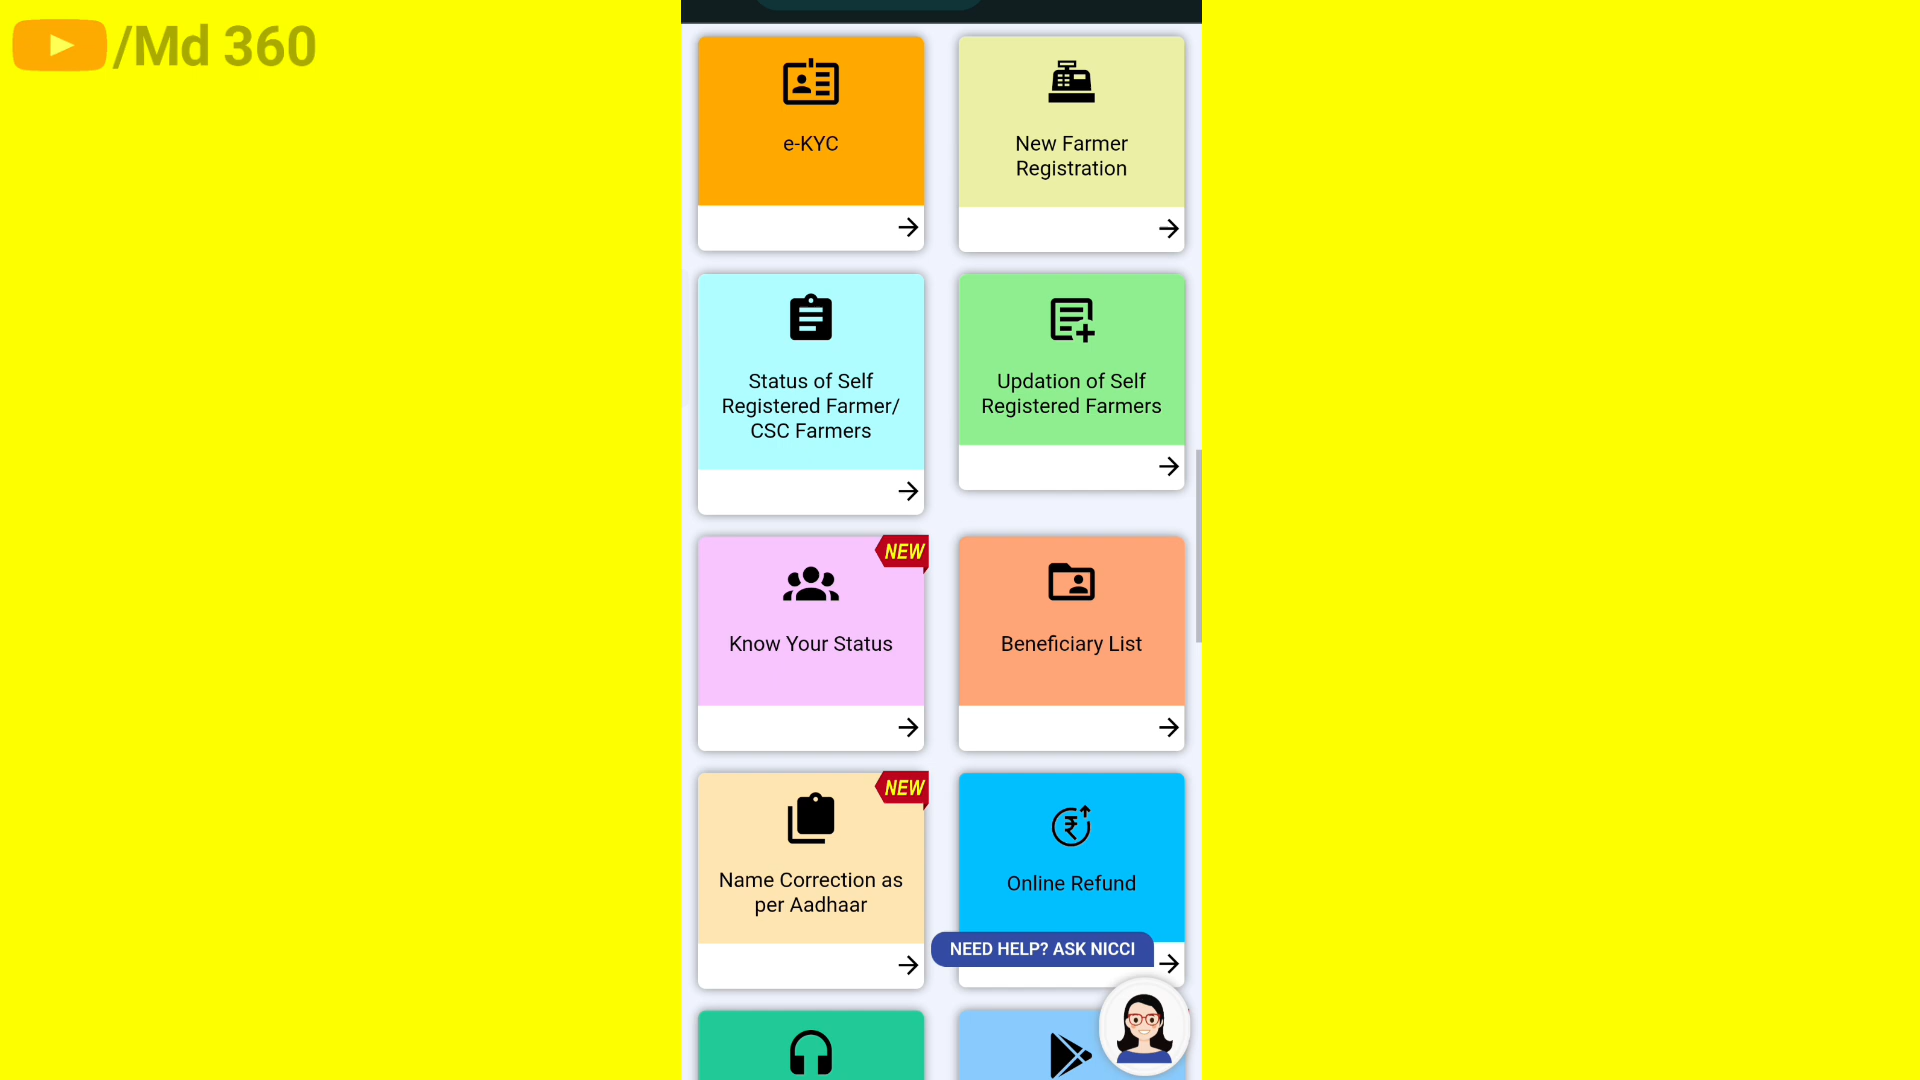 /Md 360
e-KYC
New Farmer
Registration
Status of Self
Registered Farmer/
CSC Farmers
Updation of Self
Registered Farmers
NEW
Know Your Status
Beneficiary List
NEW
Name Correction as
per Aadhaar
₹
Online Refund
NEED HELP? ASK NICCI